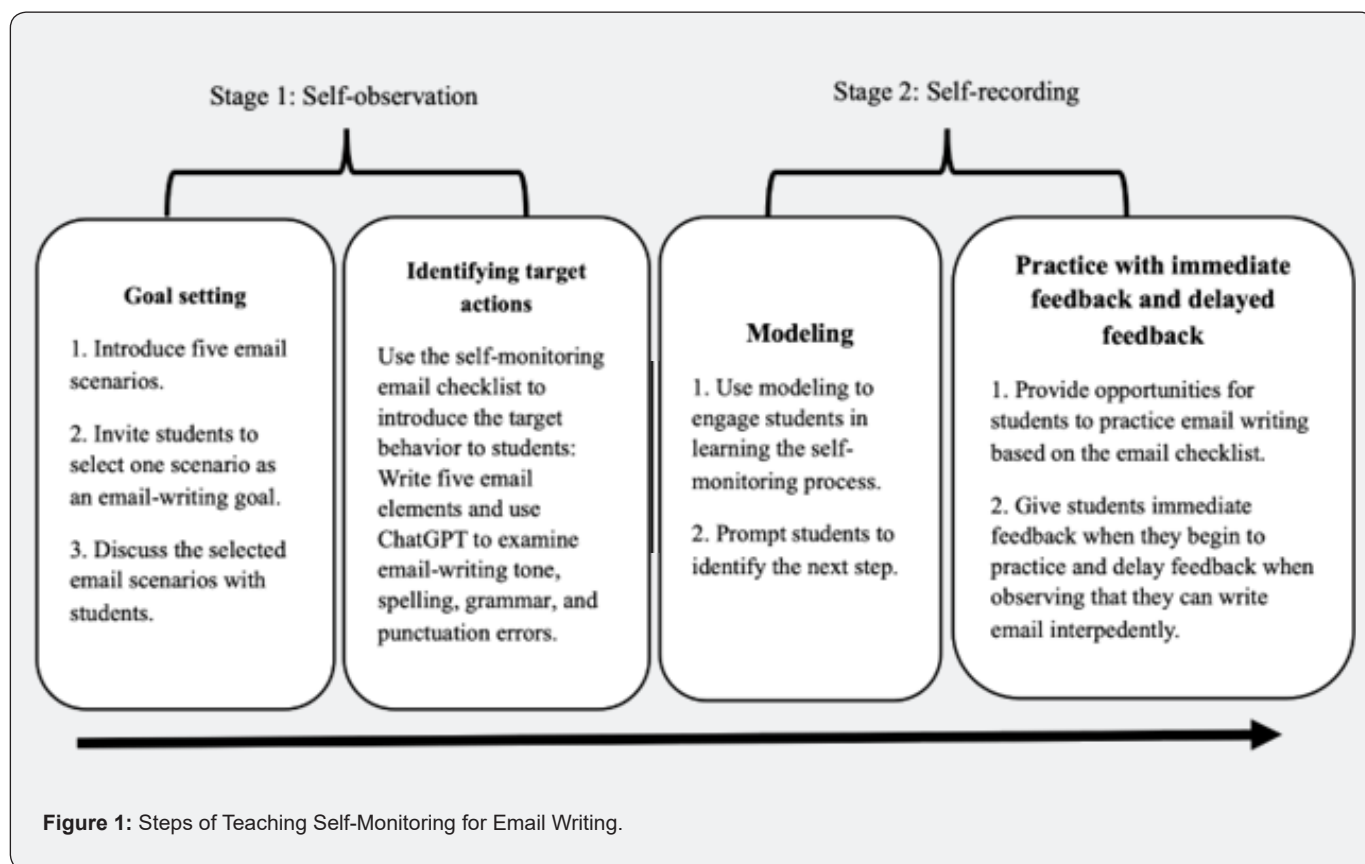 Stage 1: Self-observation
Stage 2: Self-recording
Goal setting
1. Introduce five email
scenarios.
2. Invite students to
select one scenario as
an email-writing goal.
3. Discuss the selected
email scenarios with
students.
Identifying target
actions
Use the self-monitoring
email checklist to
introduce the target
behavior to students:
Write five email
elements and use
ChatGPT to examine
email-writing tone,
spelling, grammar, and
punctuation errors.
Modeling
1. Use modeling to
engage students in
learning the self-
monitoring process.
2. Prompt students to
identify the next step.
Practice with immediate
feedback and delayed
feedback
1. Provide opportunities for
students to practice email writing
based on the email checklist.
2. Give students immediate
feedback when they begin to
practice and delay feedback when
observing that they can write
email interpedently.
Figure 1: Steps of Teaching Self-Monitoring for Email Writing.